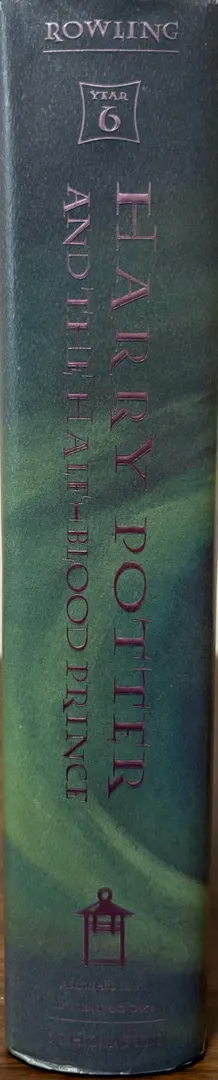 ROWLING
YEAR
6
HARRY POTTER
AND THE HALF-BLOOD PRINCE